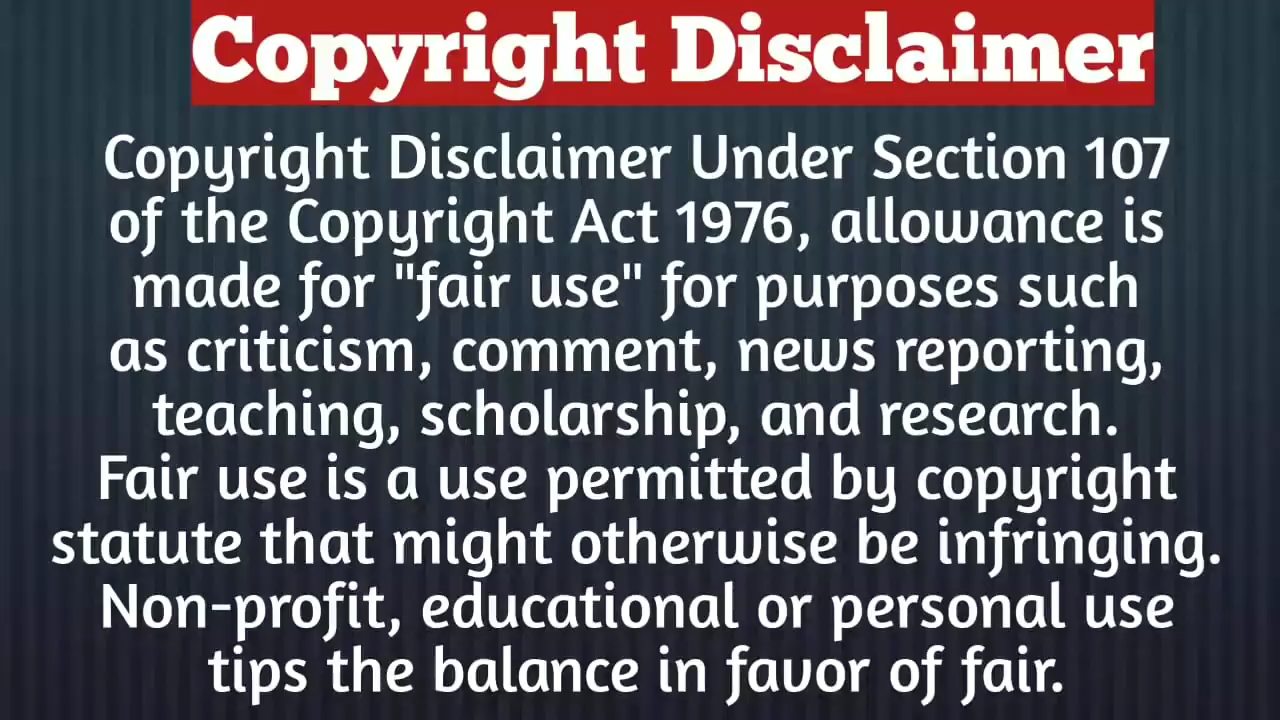 Copyright Disclaimer
Copyright Disclaimer Under Section 107
of the Copyright Act 1976, allowance is
made for "fair use" for purposes such
as criticism, comment, news reporting,
teaching, scholarship, and research.
Fair use is a use permitted by copyright
statute that might otherwise be infringing.
Non-profit, educational or personal use
tips the balance in favor of fair.